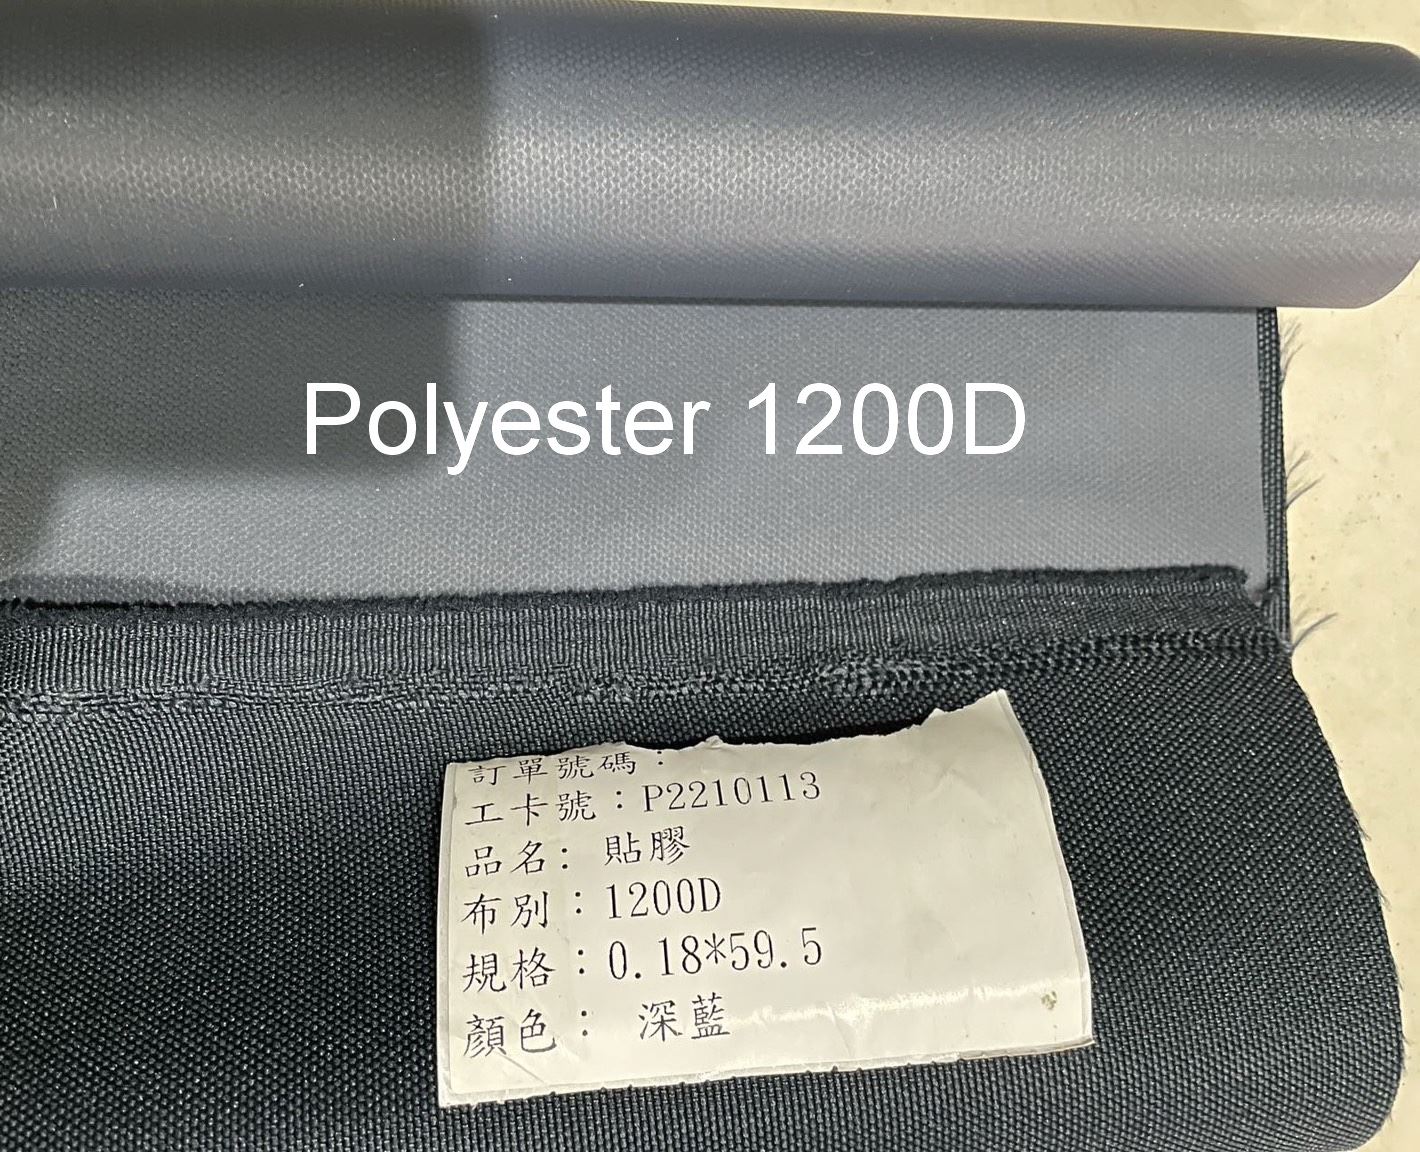 Polyester 1200D
訂單號碼：
工卡號：P2210113
品名：貼膠
布別：1200D
規格：0.18*59.5
顏色：深藍